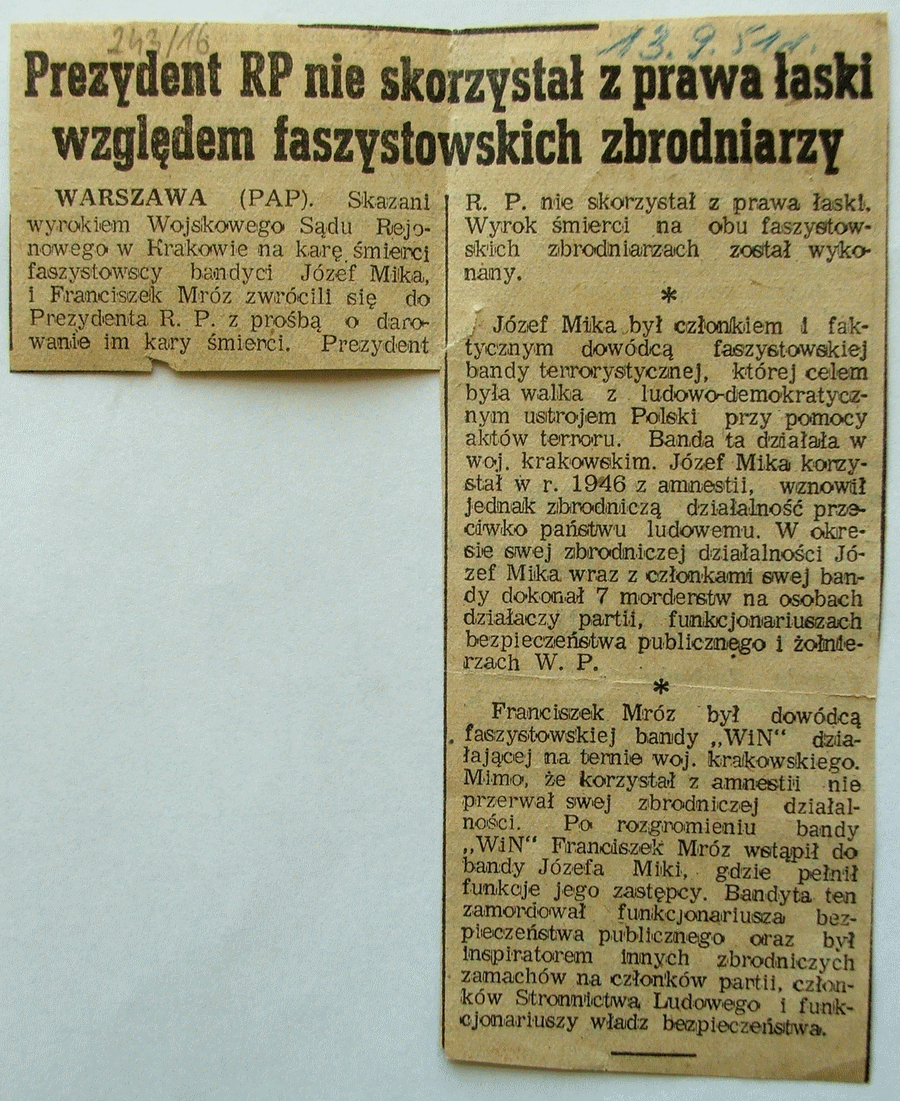 243/16
13.9.51 r.
Prezydent RP nie skorzystał z prawa łaski
względem faszystowskich zbrodniarzy
WARSZAWA (PAP). Skazani
wyrokiem Wojskowego Sądu Rejo-
nowego w Krakowie na karę śmierci
faszystowscy bandyci Józef Mika,
i Franciszek Mróz zwrócili się do
Prezydenta R. P. z prośbą o daro-
wanie im kary śmierci. Prezydent
R. P. nie skorzystał z prawa łaski.
Wyrok śmierci na obu faszystow-
skich zbrodniarzach został wyko-
nany.
*
Józef Mika był członkiem i fak-
tycznym dowódcą faszystowskiej
bandy terrorystycznej, której celem
była walka z ludowo-demokratycz-
nym ustrojem Polski przy pomocy
aktów terroru. Banda ta działała w
woj. krakowskim. Józef Mika korzy-
stał w r. 1946 z amnestii, wznowił
jednak zbrodniczą działalność prze-
ciwko państwu ludowemu. W okre-
sie swej zbrodniczej działalności Jó-
zef Mika wraz z członkami swej ban-
dy dokonał 7 morderstw na osobach
działaczy partii, funkcjonariuszach
bezpieczeństwa publicznego i żołnie-
rzach W. P.
*
Franciszek Mróz był dowódcą
faszystowskiej bandy „WiN“ dzia-
łającej na ternie woj. krakowskiego.
Mimo, że korzystał z amnestii nie
przerwał swej zbrodniczej działal-
ności. Po rozgromieniu bandy
„WiN“ Franciszek Mróz wstąpił do
bandy Józefa Miki, gdzie pełnił
funkcje jego zastępcy. Bandyta ten
zamordował funkcjonariusza bez-
pieczeństwa publicznego oraz był
inspiratorem innych zbrodniczych
zamachów na członków partii, człon-
ków Stronnictwa Ludowego i funk-
cjonariuszy władz bezpieczeństwa.